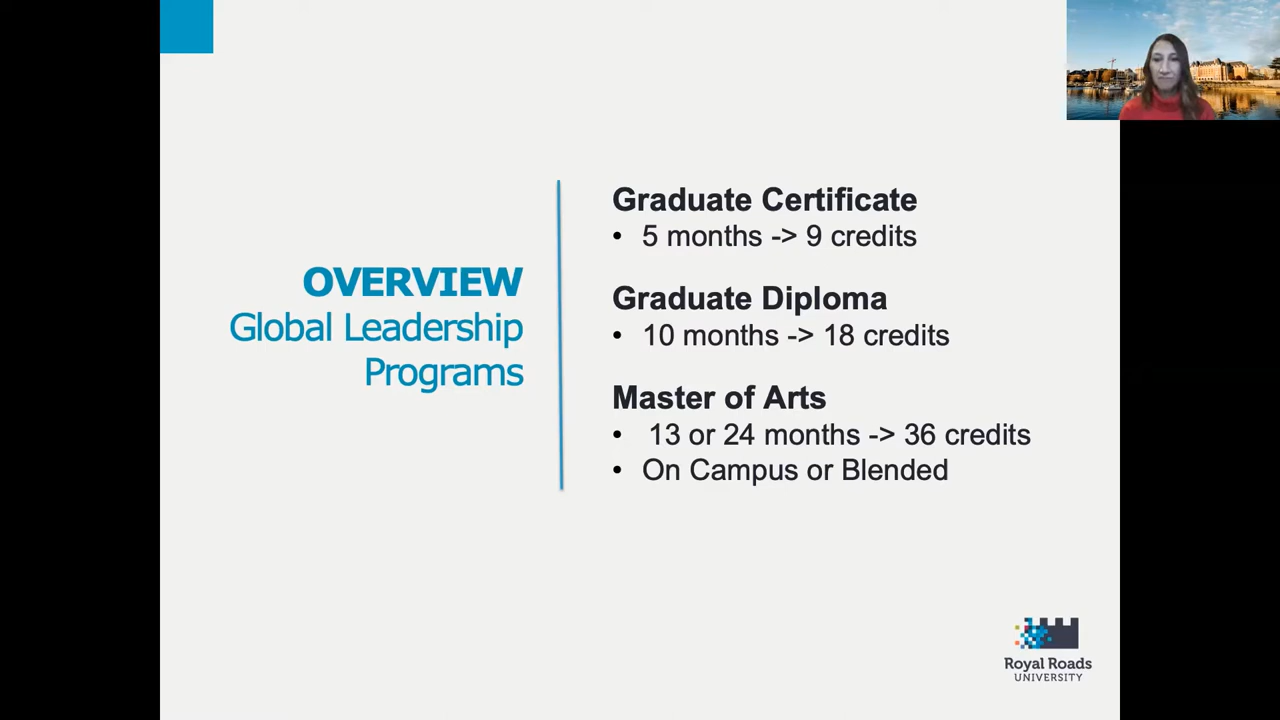 OVERVIEW
Global Leadership
Programs
Graduate Certificate
• 5 months -> 9 credits
Graduate Diploma
• 10 months -> 18 credits
Master of Arts
• 13 or 24 months -> 36 credits
• On Campus or Blended
Royal Roads
UNIVERSITY